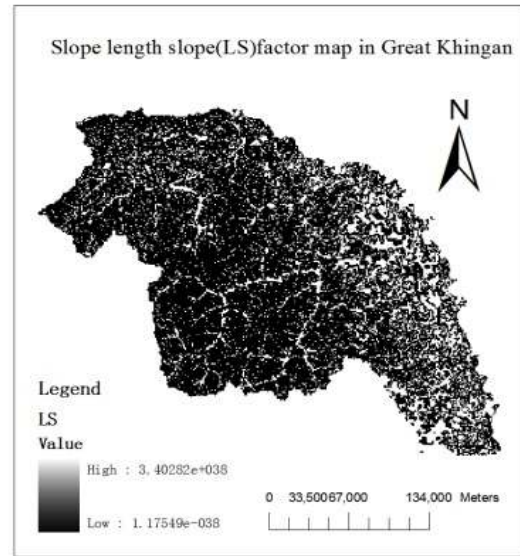 Slope length slope(LS)factor map in Great Khingan
N
Legend
LS
Value
High : 3.40282e+038
Low : 1.17549e-038
0 33,50067,000 134,000 Meters